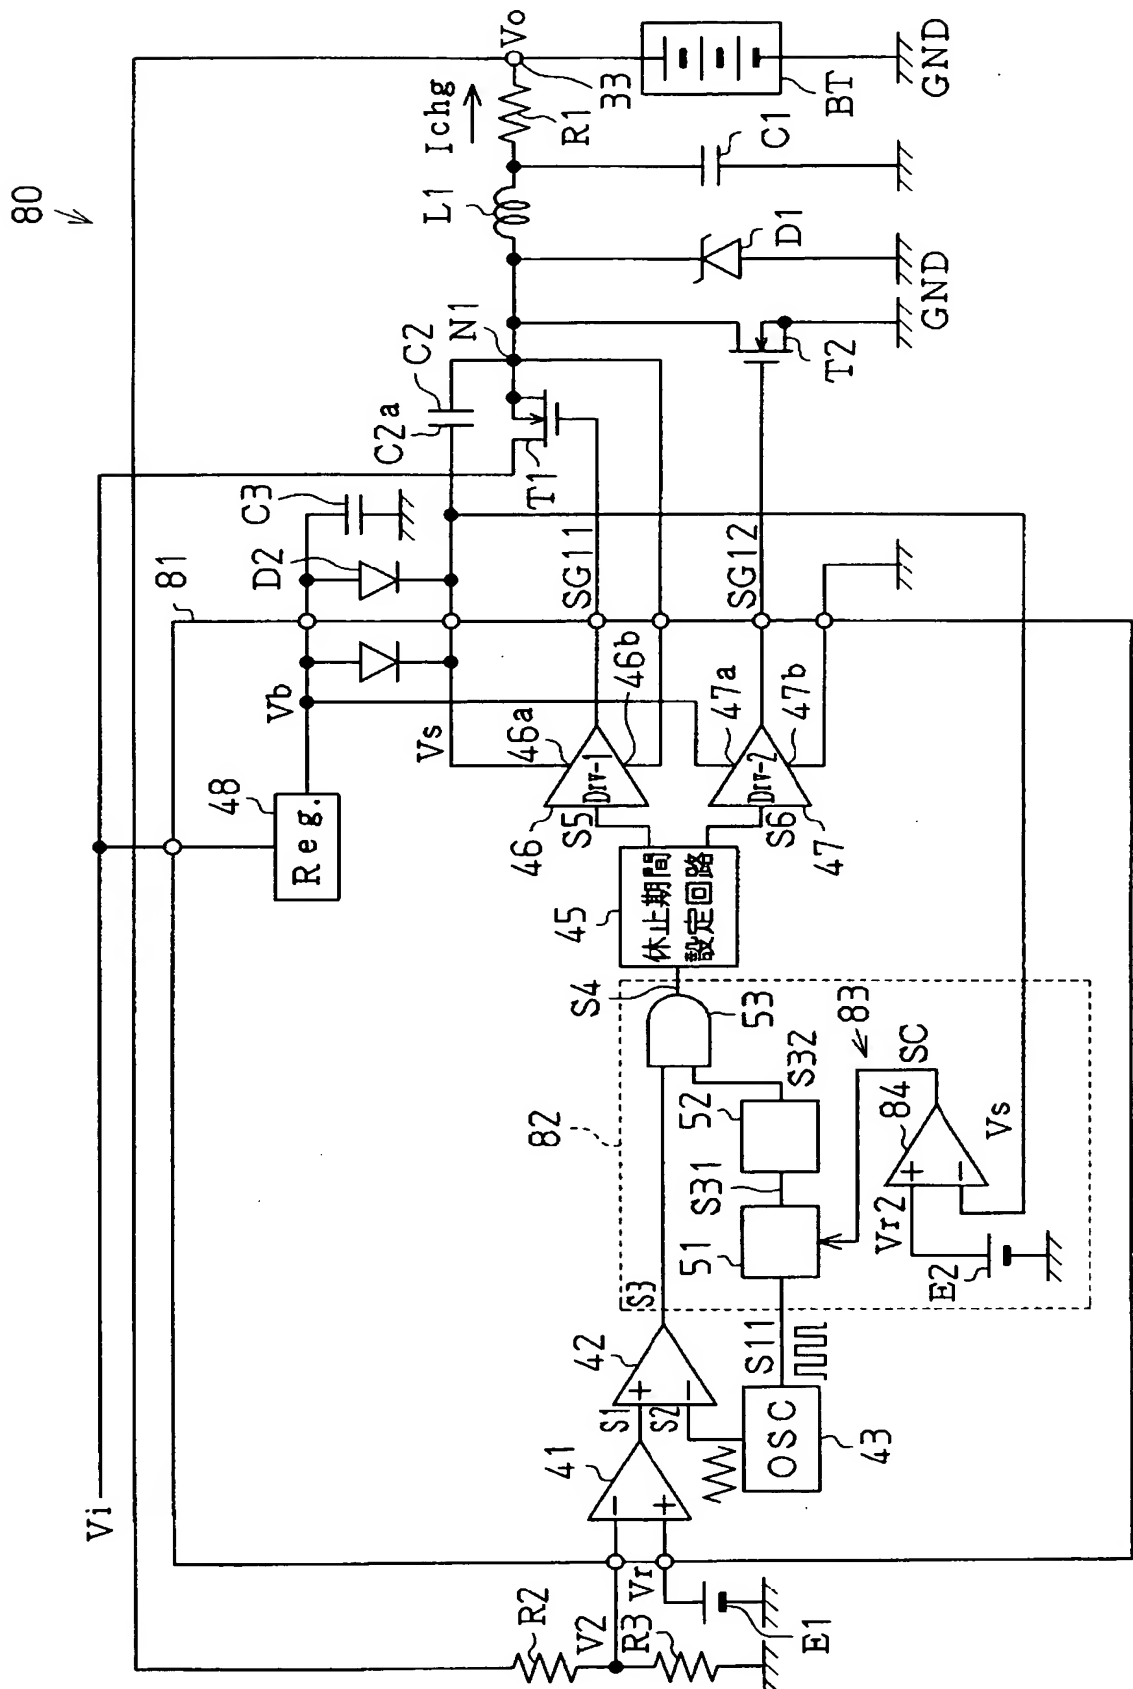 80
Vi
Vo
Ichg
33
R1
BT
GND
L1
C1
D1
GND
N1
C2
C2a
T1
T2
C3
D2
81
SG11
SG12
Vb
Vs
48
Reg.
46a
46b
46
Drv-1
S5
47a
47b
47
Drv-2
S6
45
休止期間
設定回路
S4
53
82
52
S32
S31
51
83
SC
84
+
−
Vs
Vr2
E2
S3
42
+
−
S1
S2
S11
OSC
43
41
−
+
Vr
E1
R2
V2
R3